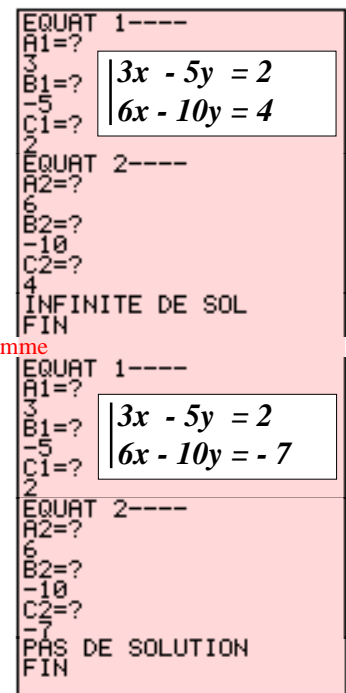 EQUAT 1----
A1=?
3
B1=?
-5
C1=?
2
3x - 5y = 2
6x - 10y = 4
EQUAT 2----
A2=?
6
B2=?
-10
C2=?
4
INFINITE DE SOL
FIN
mme
EQUAT 1----
A1=?
3
B1=?
-5
C1=?
2
3x - 5y = 2
6x - 10y = - 7
EQUAT 2----
A2=?
6
B2=?
-10
C2=?
-7
PAS DE SOLUTION
FIN